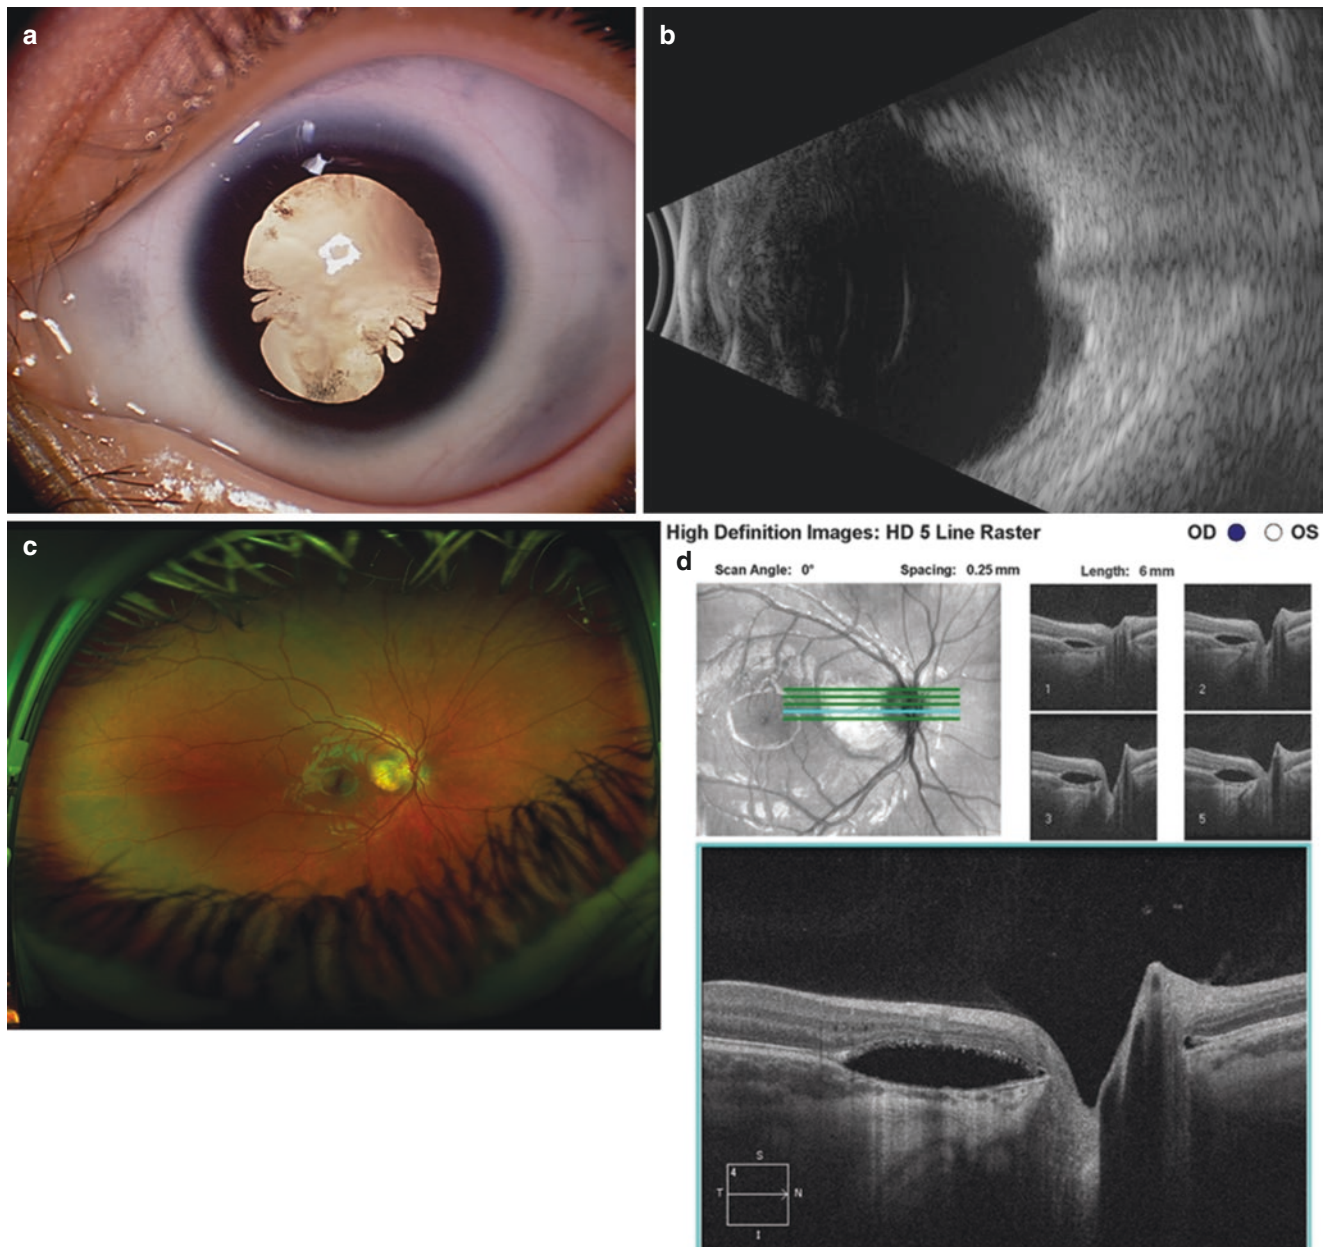 a
b
c
High Definition Images: HD 5 Line Raster
OD
OS
d
Scan Angle: 0°
Spacing: 0.25 mm
Length: 6 mm
1
2
3
5
S
4
T
N
I